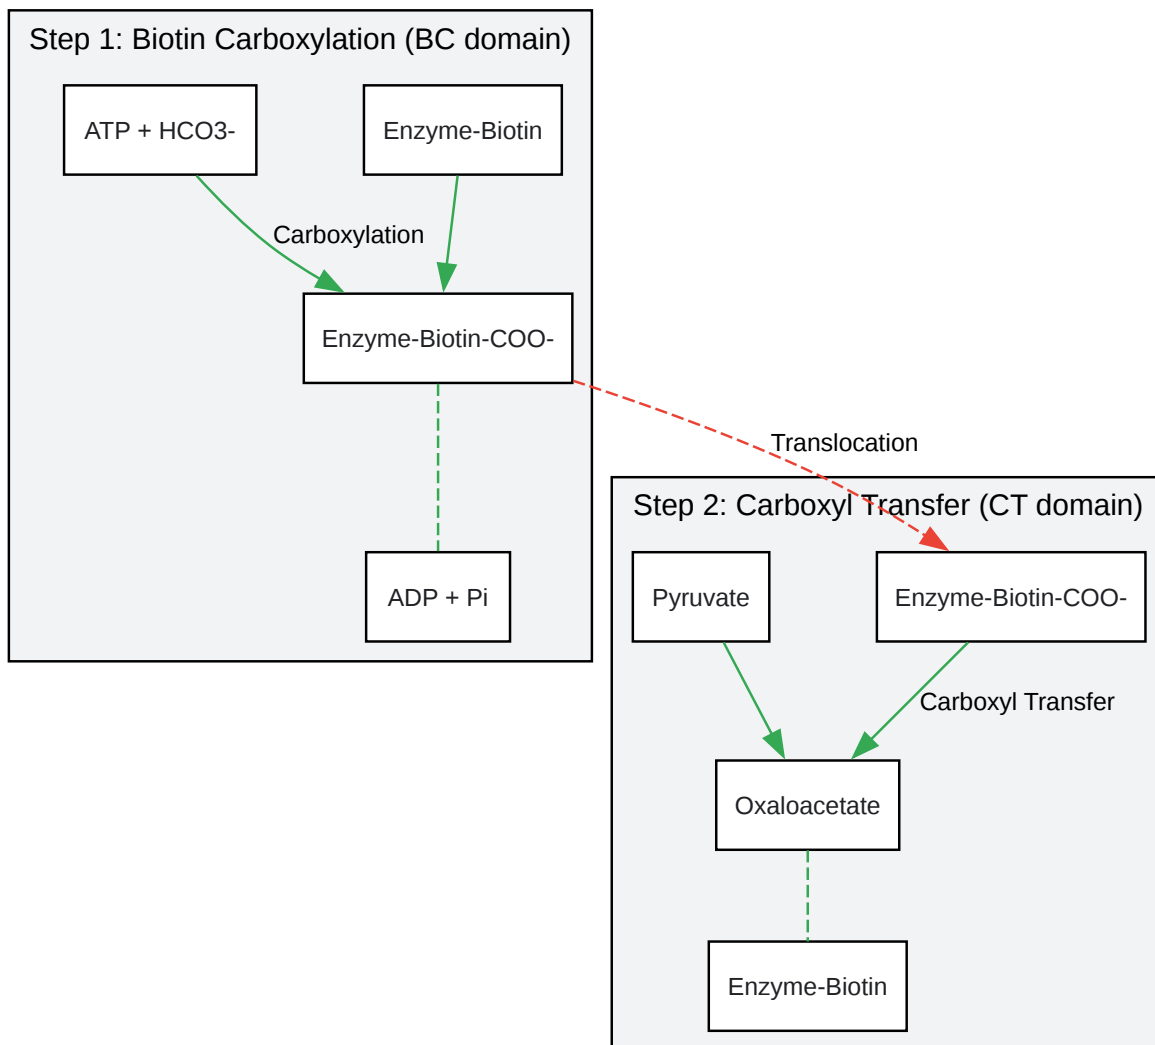 Step 1: Biotin Carboxylation (BC domain)
ATP + HCO3-
Enzyme-Biotin
Carboxylation
Enzyme-Biotin-COO-
ADP + Pi
Translocation
Step 2: Carboxyl Transfer (CT domain)
Pyruvate
Enzyme-Biotin-COO-
Carboxyl Transfer
Oxaloacetate
Enzyme-Biotin